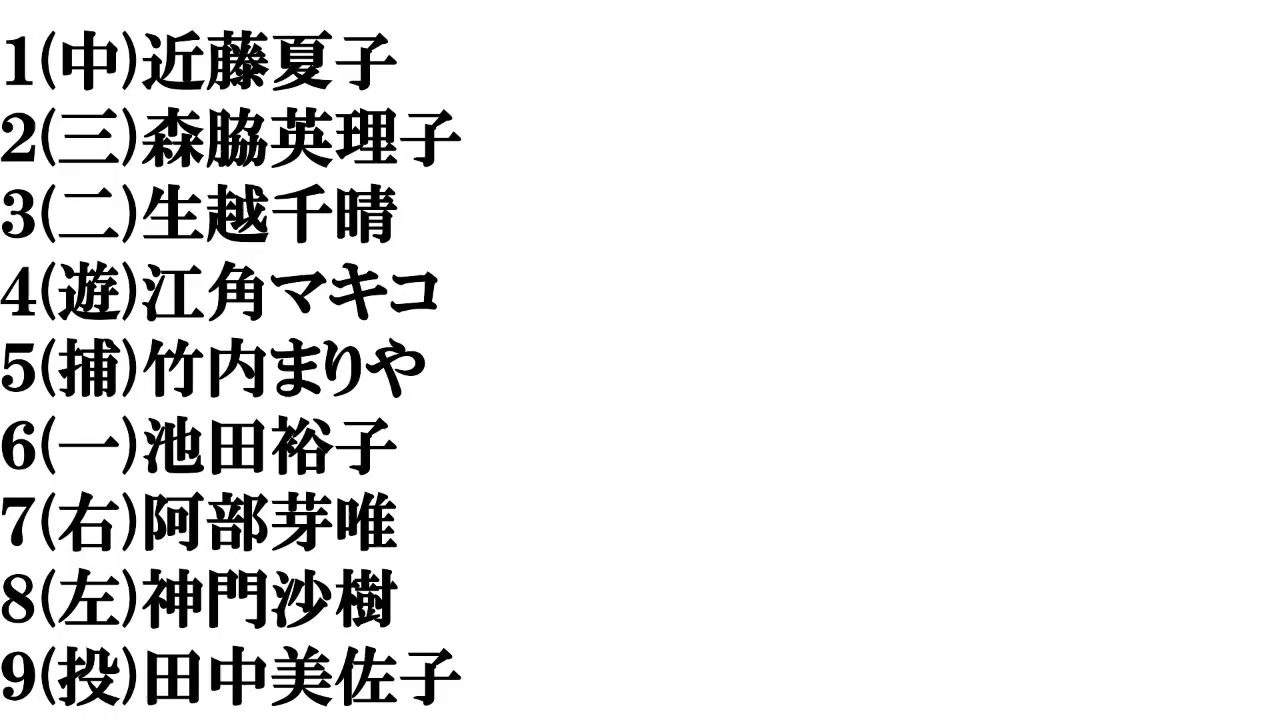 1(中)近藤夏子
2(三)森脇英理子
3(二)生越千晴
4(遊)江角マキコ
5(捕)竹内まりや
6(一)池田裕子
7(右)阿部芽唯
8(左)神門沙樹
9(投)田中美佐子